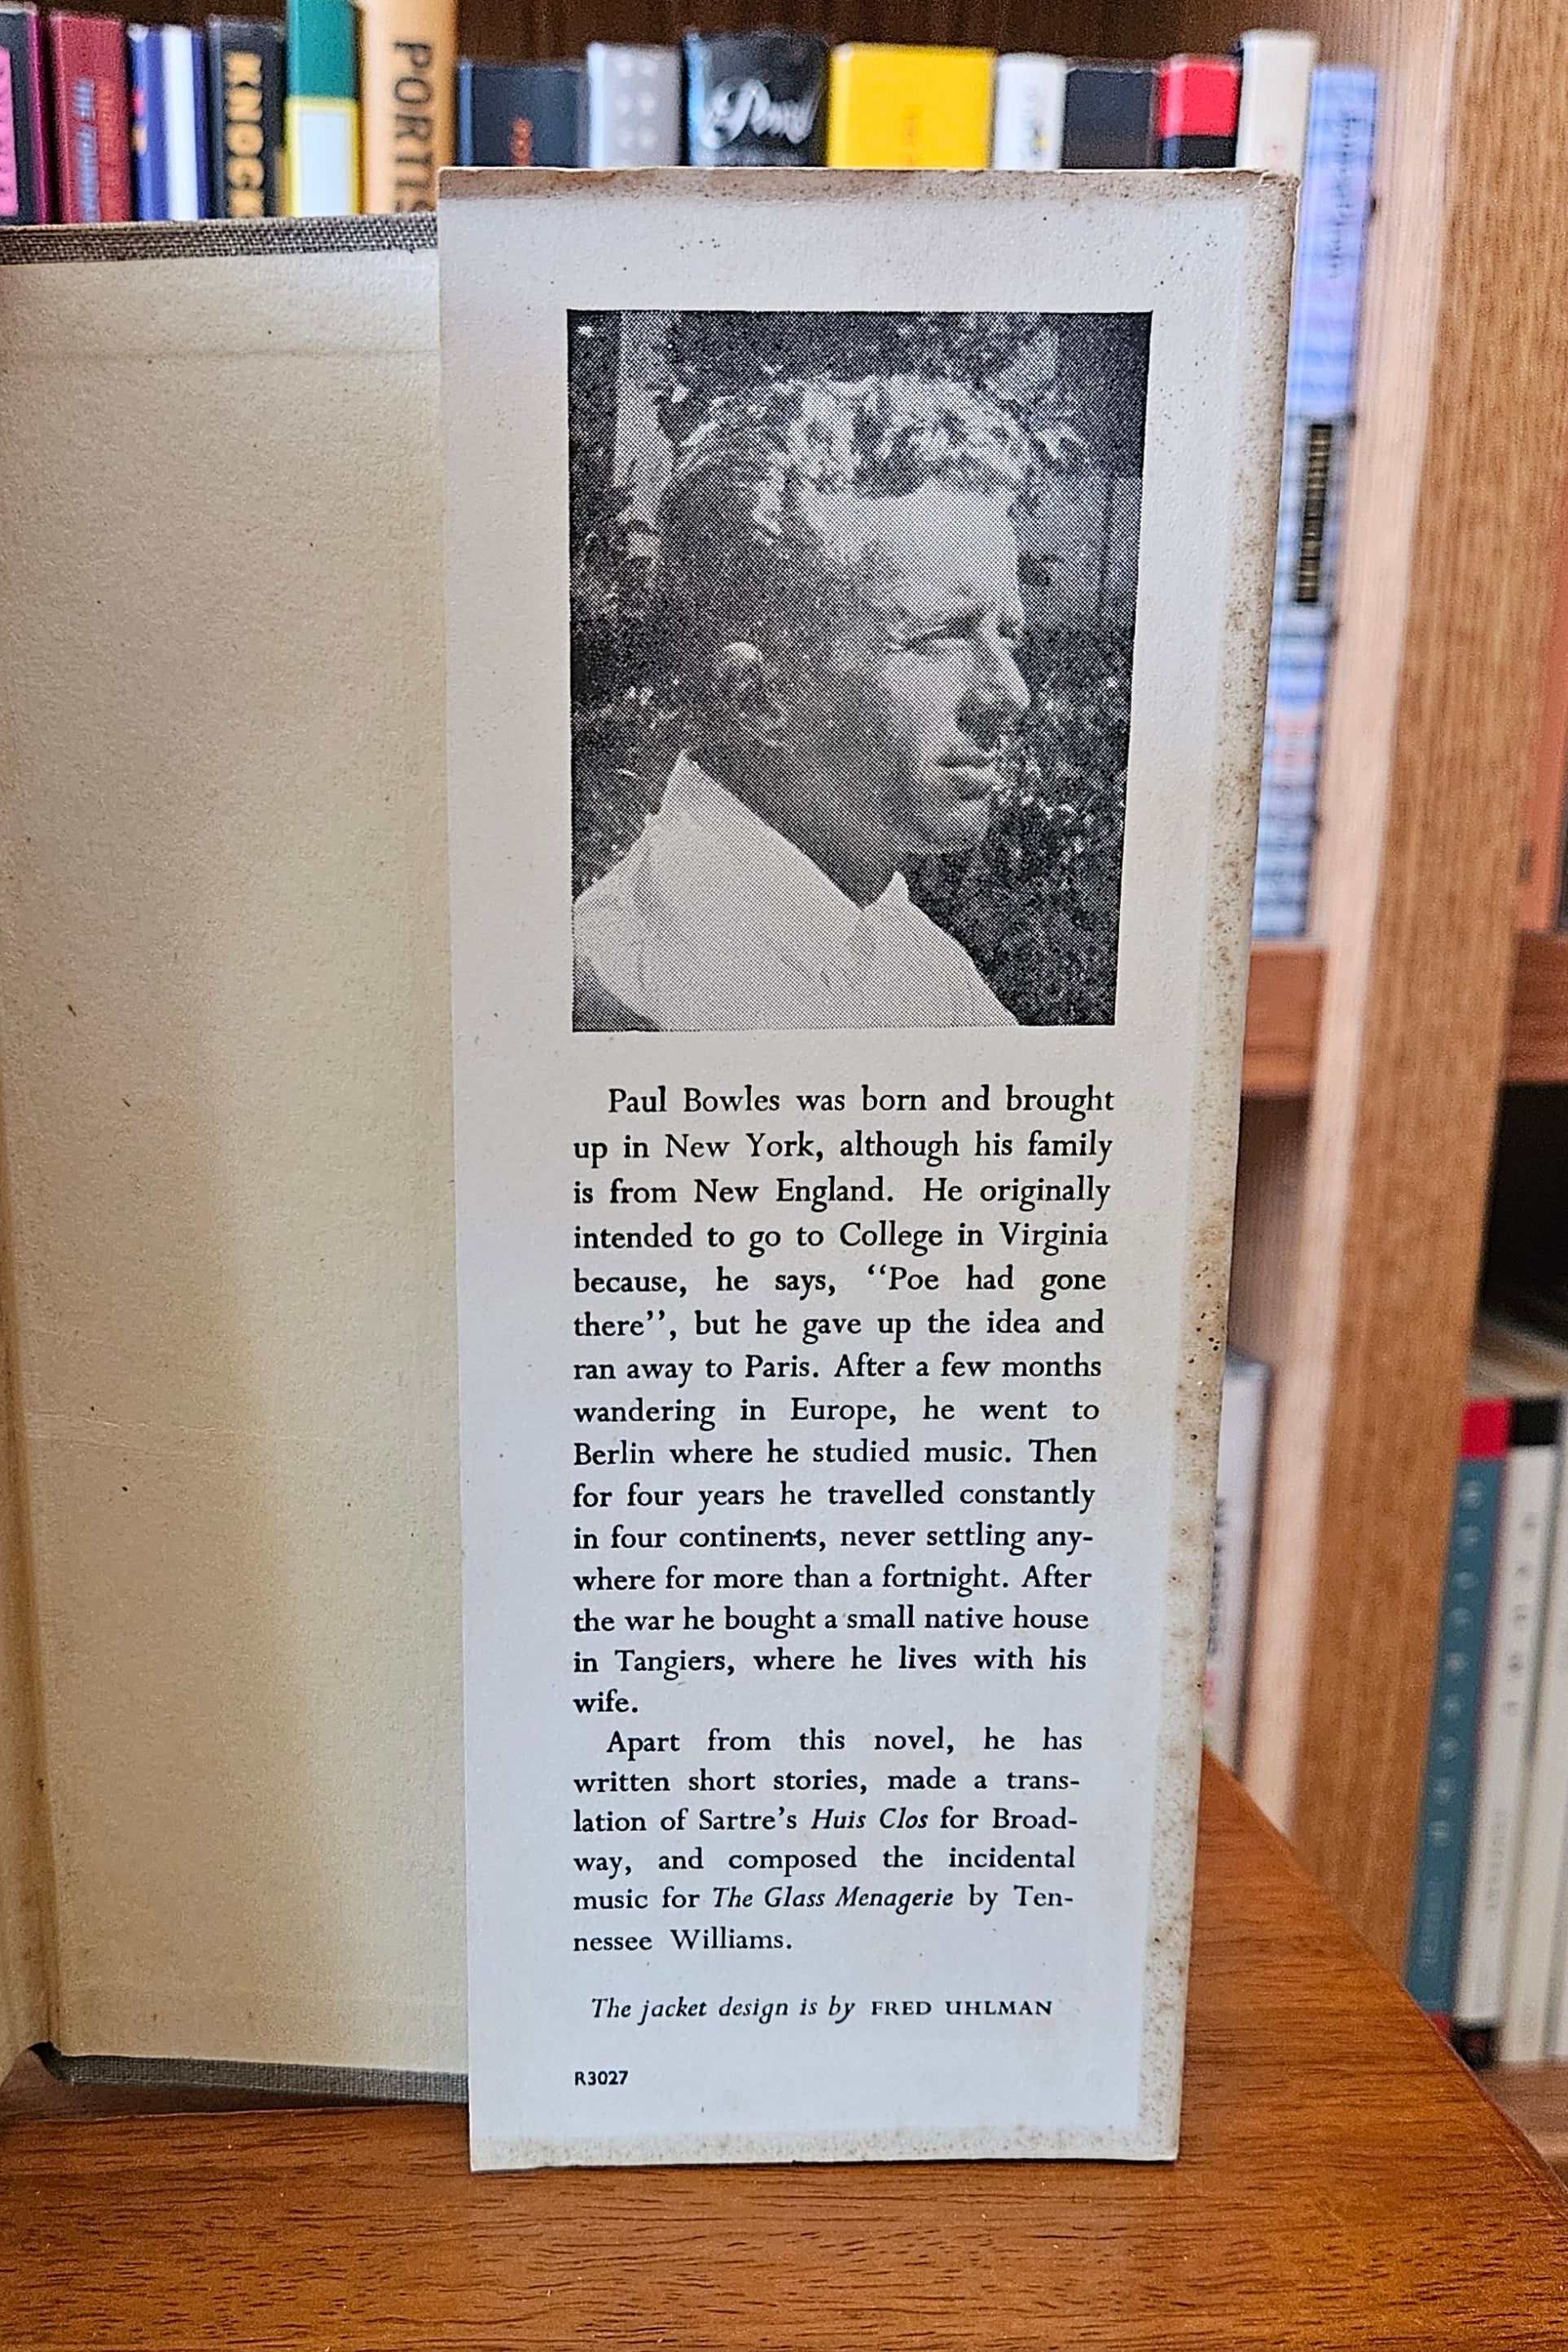 KNOCK
PORTIS
Paul Bowles was born and brought
up in New York, although his family
is from New England. He originally
intended to go to College in Virginia
because, he says, “Poe had gone
there”, but he gave up the idea and
ran away to Paris. After a few months
wandering in Europe, he went to
Berlin where he studied music. Then
for four years he travelled constantly
in four continents, never settling any-
where for more than a fortnight. After
the war he bought a small native house
in Tangiers, where he lives with his
wife.
Apart from this novel, he has
written short stories, made a trans-
lation of Sartre’s Huis Clos for Broad-
way, and composed the incidental
music for The Glass Menagerie by Ten-
nessee Williams.
The jacket design is by FRED UHLMAN
R3027